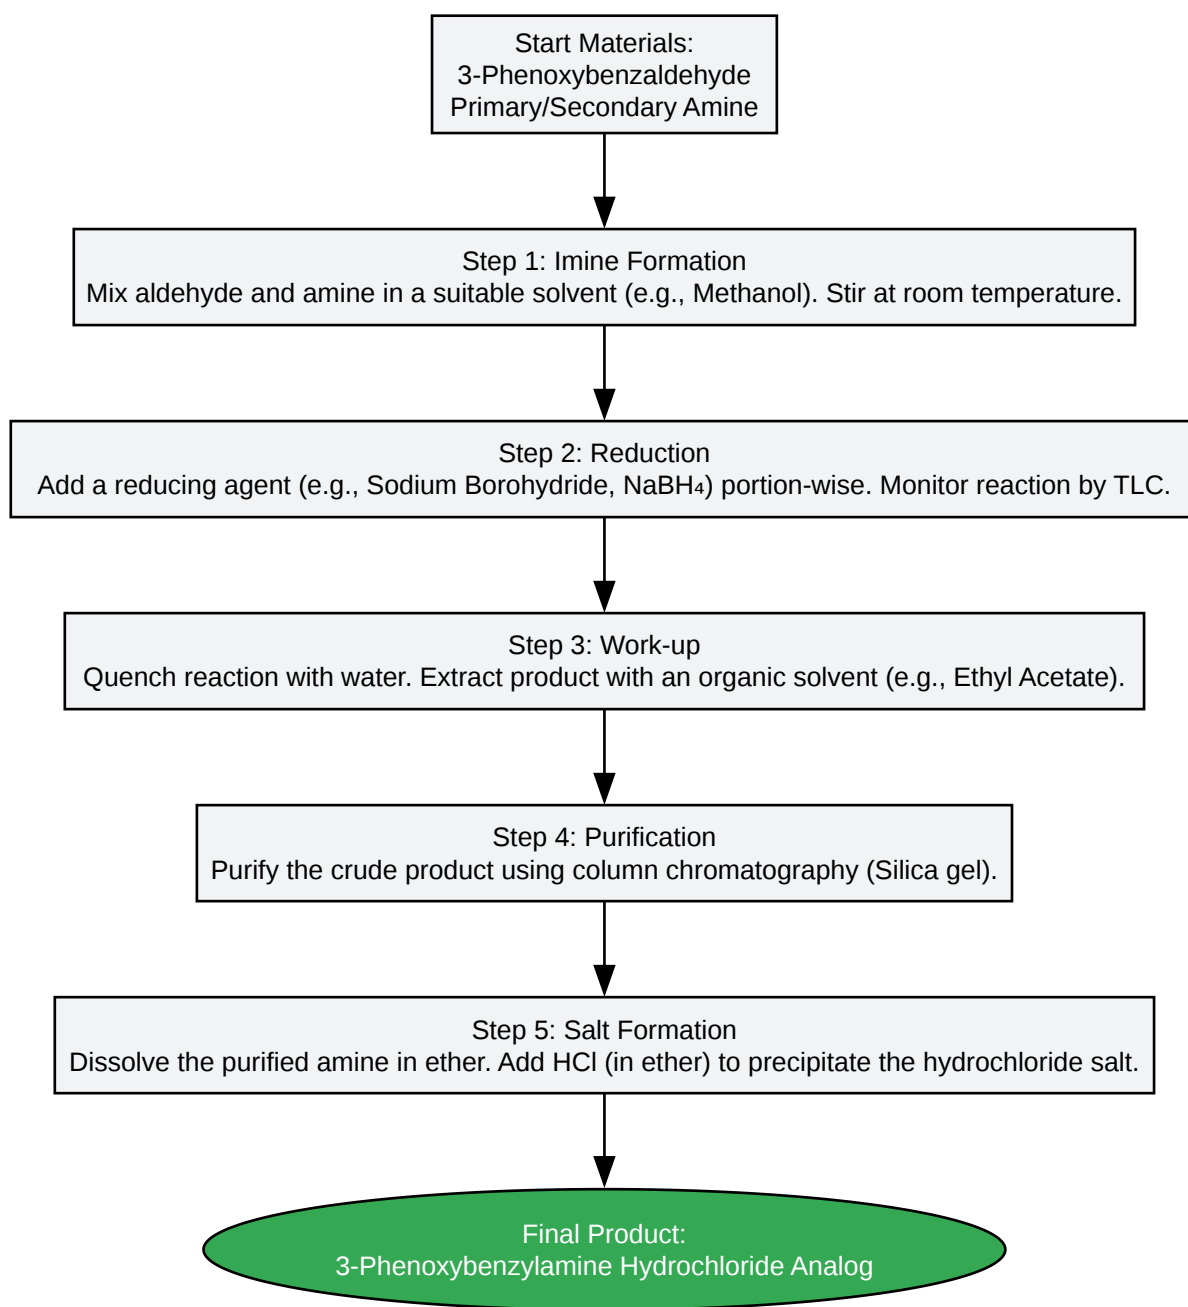 Start Materials:
3-Phenoxybenzaldehyde
Primary/Secondary Amine
Step 1: Imine Formation
Mix aldehyde and amine in a suitable solvent (e.g., Methanol). Stir at room temperature.
Step 2: Reduction
Add a reducing agent (e.g., Sodium Borohydride, NaBH₄) portion-wise. Monitor reaction by TLC.
Step 3: Work-up
Quench reaction with water. Extract product with an organic solvent (e.g., Ethyl Acetate).
Step 4: Purification
Purify the crude product using column chromatography (Silica gel).
Step 5: Salt Formation
Dissolve the purified amine in ether. Add HCl (in ether) to precipitate the hydrochloride salt.
Final Product:
3-Phenoxybenzylamine Hydrochloride Analog